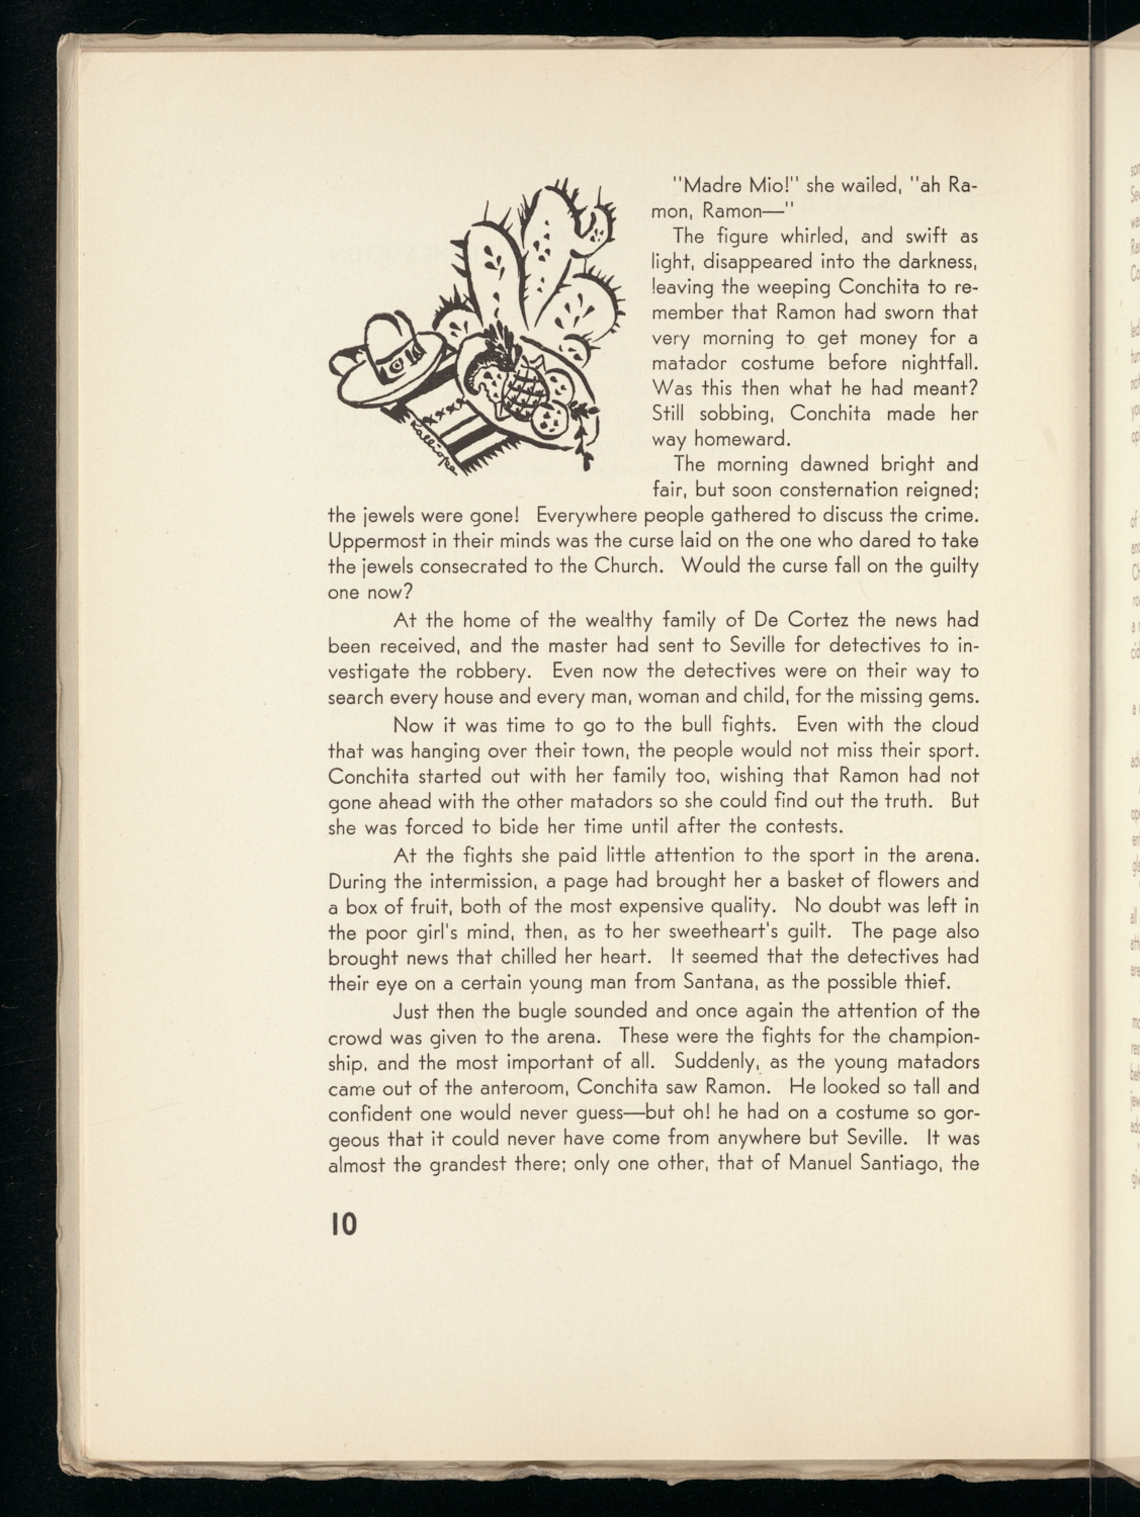 "Madre Mio!" she wailed, "ah Ra-
mon, Ramon—"
The figure whirled, and swift as
light, disappeared into the darkness,
leaving the weeping Conchita to re-
member that Ramon had sworn that
very morning to get money for a
matador costume before nightfall.
Was this then what he had meant?
Still sobbing, Conchita made her
way homeward.
The morning dawned bright and
fair, but soon consternation reigned;
Kalliope
the jewels were gone! Everywhere people gathered to discuss the crime.
Uppermost in their minds was the curse laid on the one who dared to take
the jewels consecrated to the Church. Would the curse fall on the guilty
one now?
At the home of the wealthy family of De Cortez the news had
been received, and the master had sent to Seville for detectives to in-
vestigate the robbery. Even now the detectives were on their way to
search every house and every man, woman and child, for the missing gems.
Now it was time to go to the bull fights. Even with the cloud
that was hanging over their town, the people would not miss their sport.
Conchita started out with her family too, wishing that Ramon had not
gone ahead with the other matadors so she could find out the truth. But
she was forced to bide her time until after the contests.
At the fights she paid little attention to the sport in the arena.
During the intermission, a page had brought her a basket of flowers and
a box of fruit, both of the most expensive quality. No doubt was left in
the poor girl's mind, then, as to her sweetheart's guilt. The page also
brought news that chilled her heart. It seemed that the detectives had
their eye on a certain young man from Santana, as the possible thief.
Just then the bugle sounded and once again the attention of the
crowd was given to the arena. These were the fights for the champion-
ship, and the most important of all. Suddenly, as the young matadors
came out of the anteroom, Conchita saw Ramon. He looked so tall and
confident one would never guess—but oh! he had on a costume so gor-
geous that it could never have come from anywhere but Seville. It was
almost the grandest there; only one other, that of Manuel Santiago, the
10